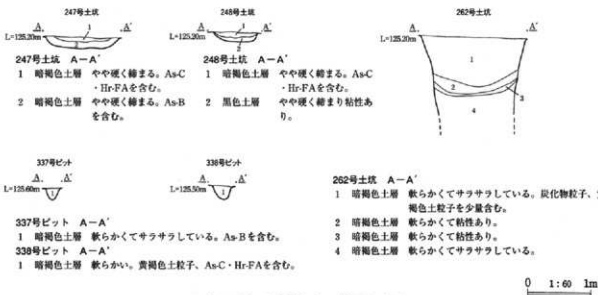 247号土坑
A. .A′
L=125.20m
1
2
247号土坑 A-A′
1 暗褐色土層 やや硬く締まる。As-C
・Hr-FAを含む。
2 暗褐色土層 やや硬く締まる。As-B
を含む。
248号土坑
A. .A′
L=125.20m
1
2
248号土坑 A-A′
1 暗褐色土層 やや硬く締まる。As-C
・Hr-FAを含む。
2 黒色土層 やや硬く締まり粘性あ
り。
262号土坑
A. .A′
L=125.20m
1
2
3
4
337号ピット
A. .A′
L=125.60m
1
338号ピット
A. .A′
L=125.50m
1
337号ピット A-A′
1 暗褐色土層 軟らかくてサラサラしている。As-Bを含む。
338号ピット A-A′
1 暗褐色土層 軟らかい。黄褐色土粒子、As-C・Hr-FAを含む。
262号土坑 A-A′
1 暗褐色土層 軟らかくてサラサラしている。炭化物粒子、
褐色土粒子を少量含む。
2 暗褐色土層 軟らかくて粘性あり。
3 暗褐色土層 軟らかくて粘性あり。
4 暗褐色土層 軟らかくてサラサラしている。
0 1:60 1m